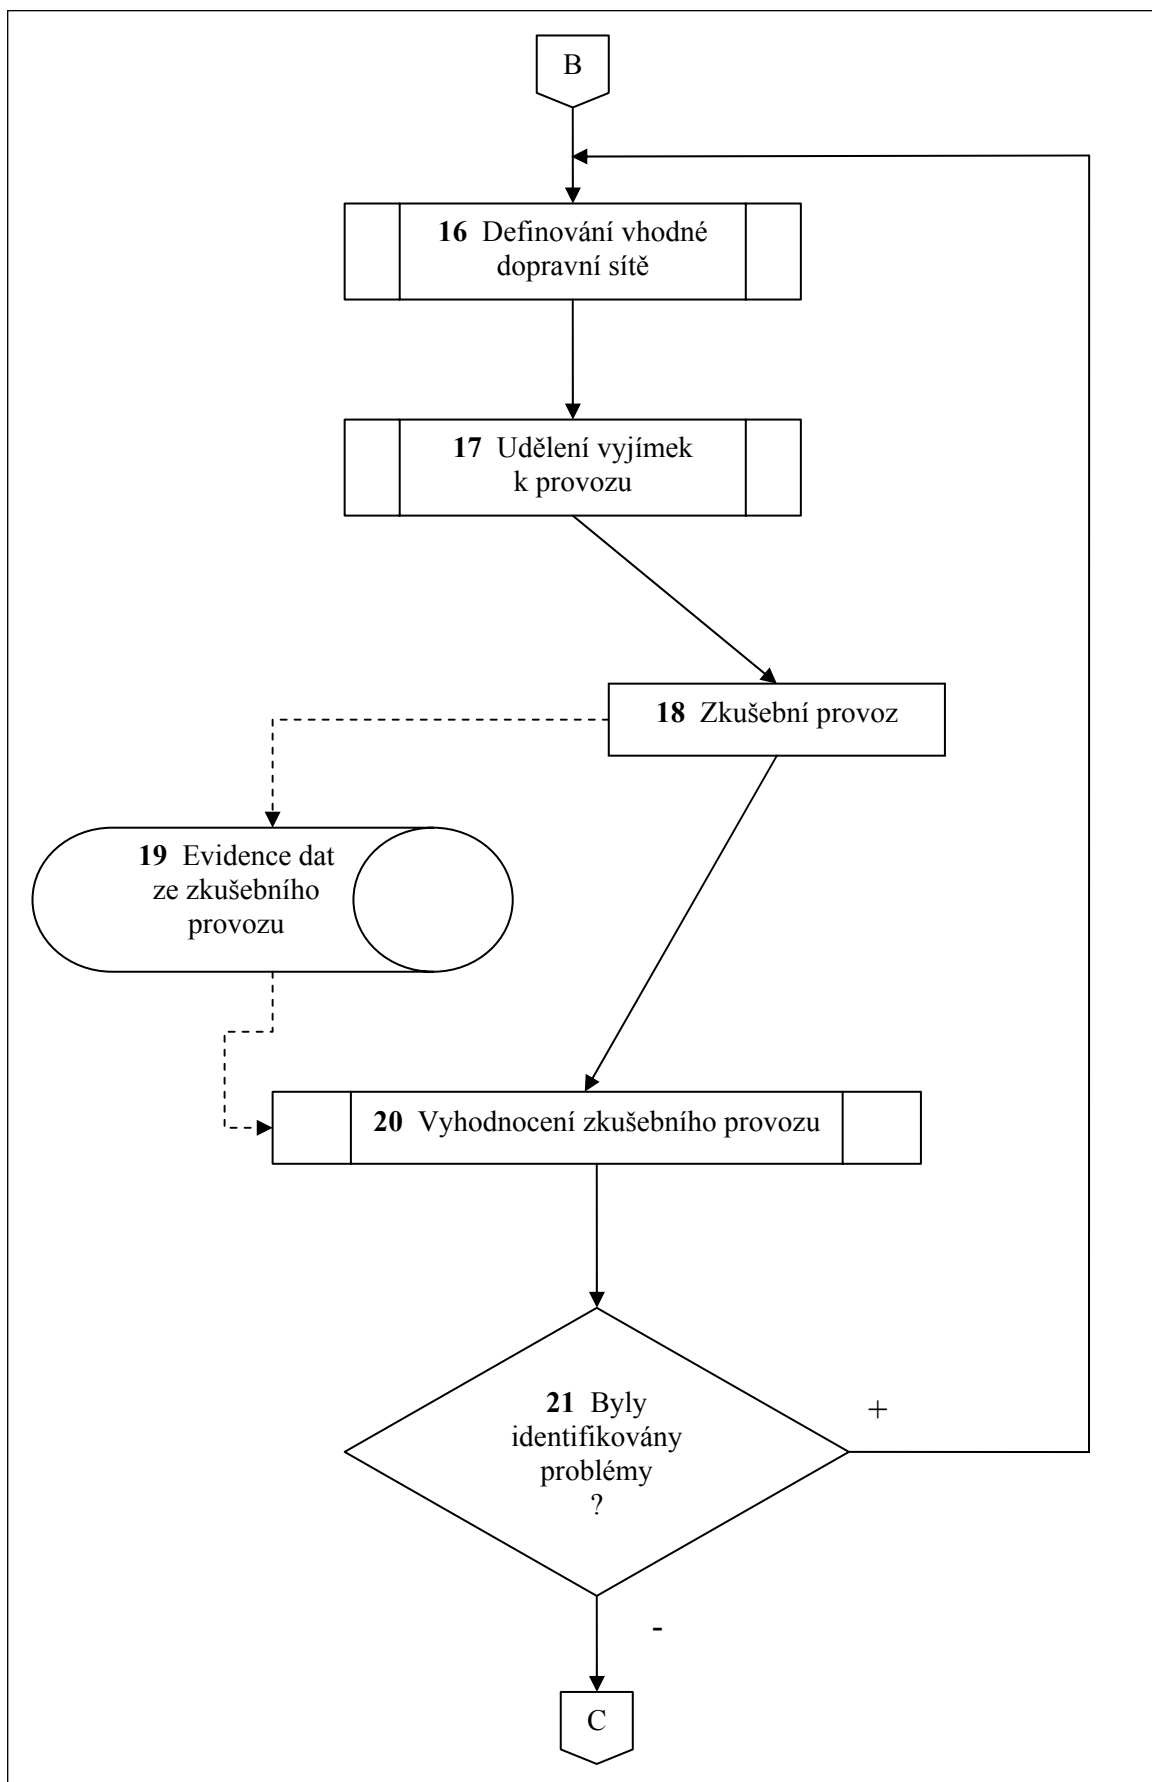 B
16 Definování vhodné
dopravní sítě
17 Udělení vyjímek
k provozu
18 Zkušební provoz
19 Evidence dat
ze zkušebního
provozu
20 Vyhodnocení zkušebního provozu
21 Byly
identifikovány
problémy
?
+
-
C